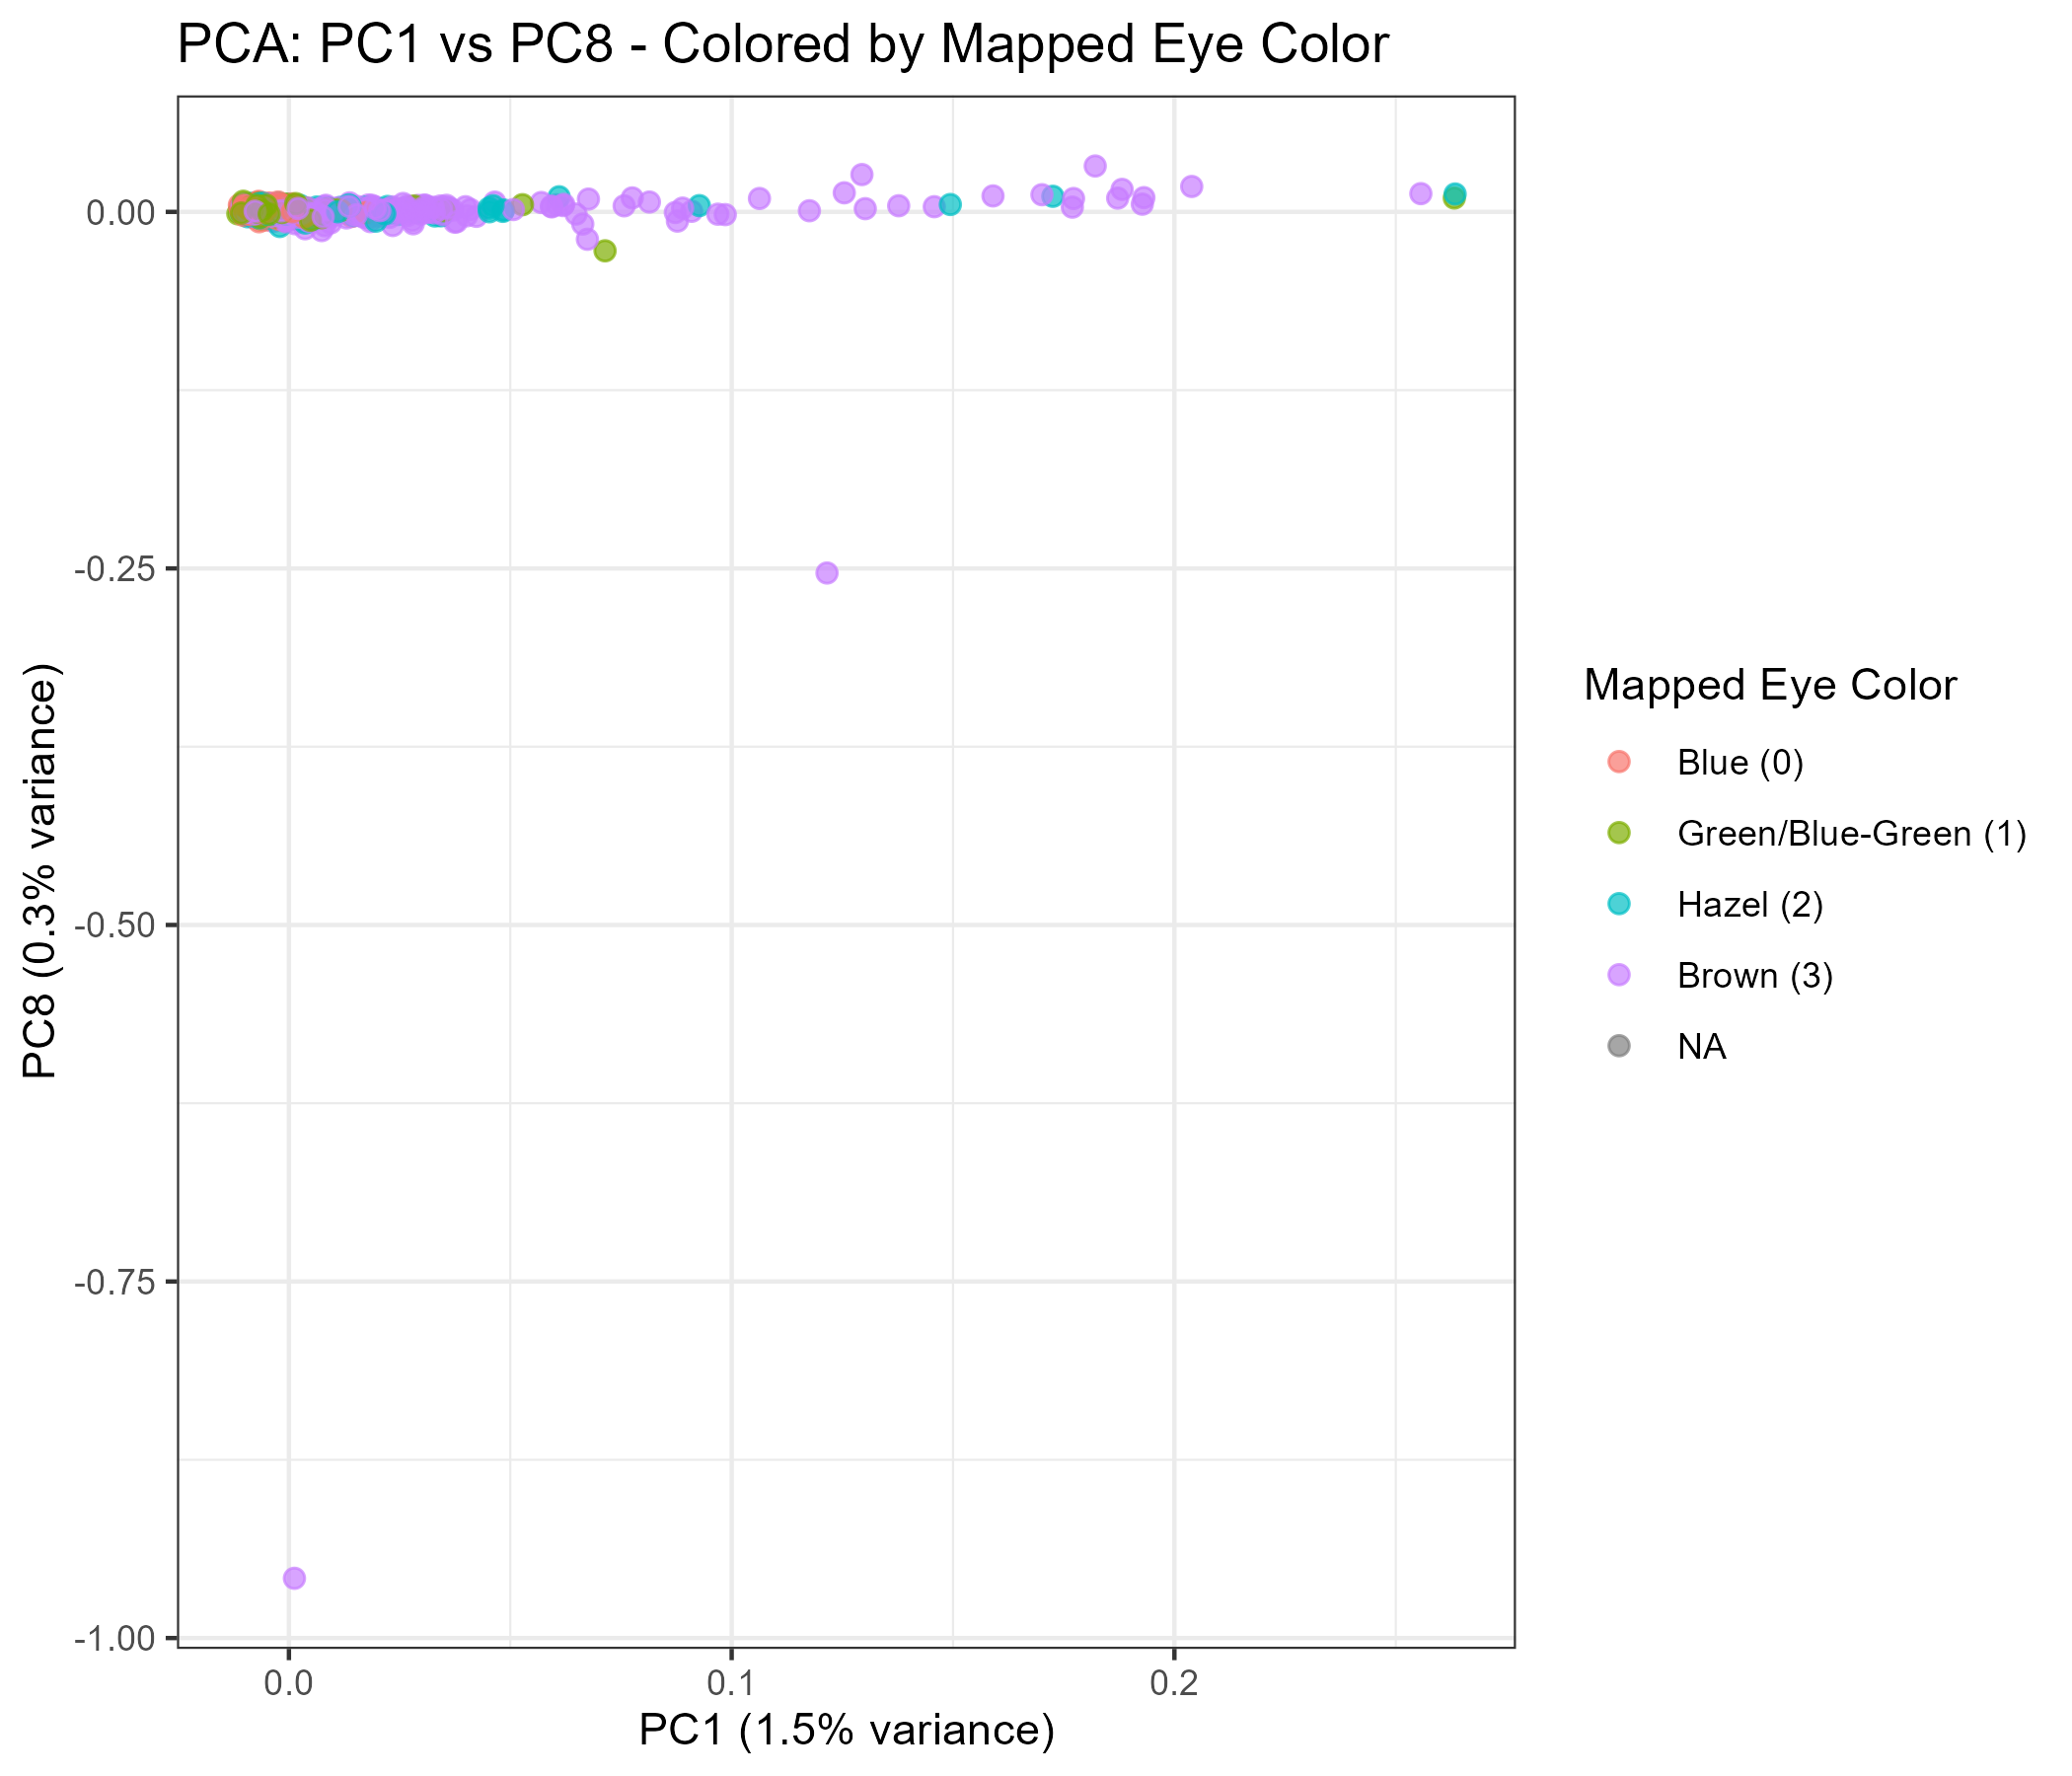 PCA: PC1 vs PC8 - Colored by Mapped Eye Color
0.00
-0.25
-0.50
-0.75
-1.00
PC8 (0.3% variance)
0.0
0.1
0.2
PC1 (1.5% variance)
Mapped Eye Color
Blue (0)
Green/Blue-Green (1)
Hazel (2)
Brown (3)
NA